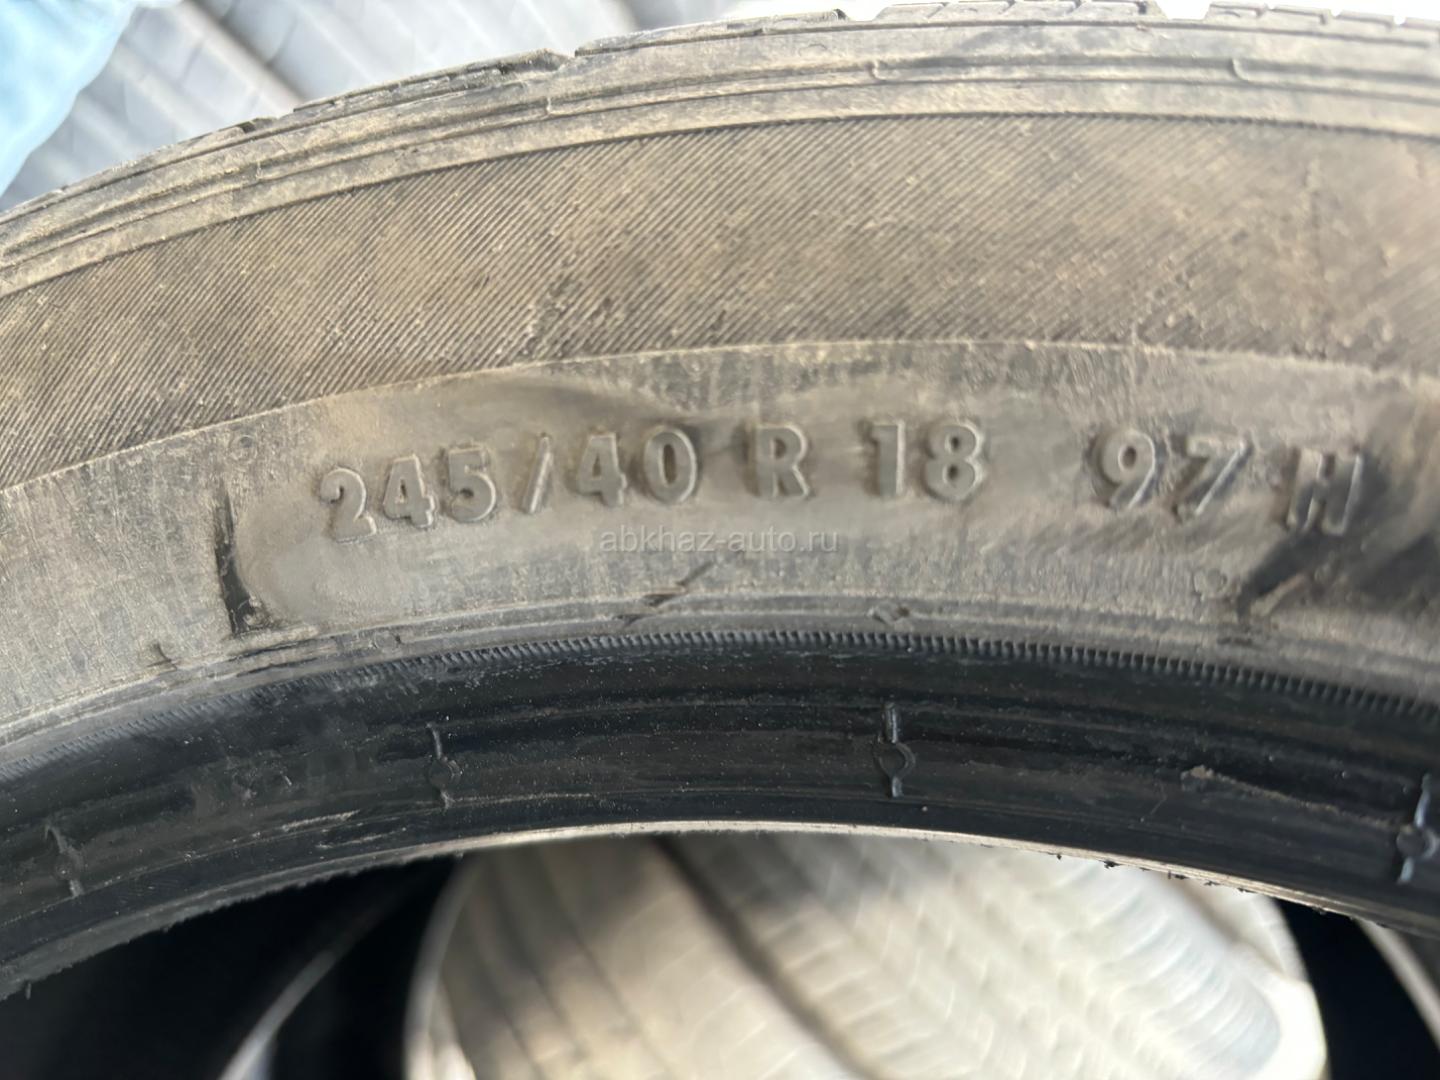 245/40 R 18 97 H
abkhaz-auto.ru